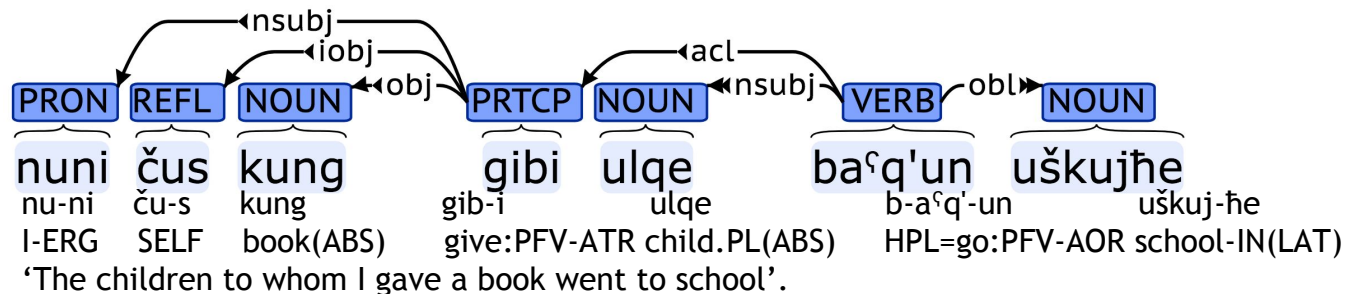 nsubj
iobj acl
obj nsubj obl
PRON REFL NOUN PRTCP NOUN VERB NOUN
nuni čus kung gibi ulqe baˤq'un uškujħe
nu-ni ču-s kung gib-i ulqe b-aˤq'-un uškuj-ħe
I-ERG SELF book(ABS) give:PFV-ATR child.PL(ABS) HPL=go:PFV-AOR school-IN(LAT)
‘The children to whom I gave a book went to school’.